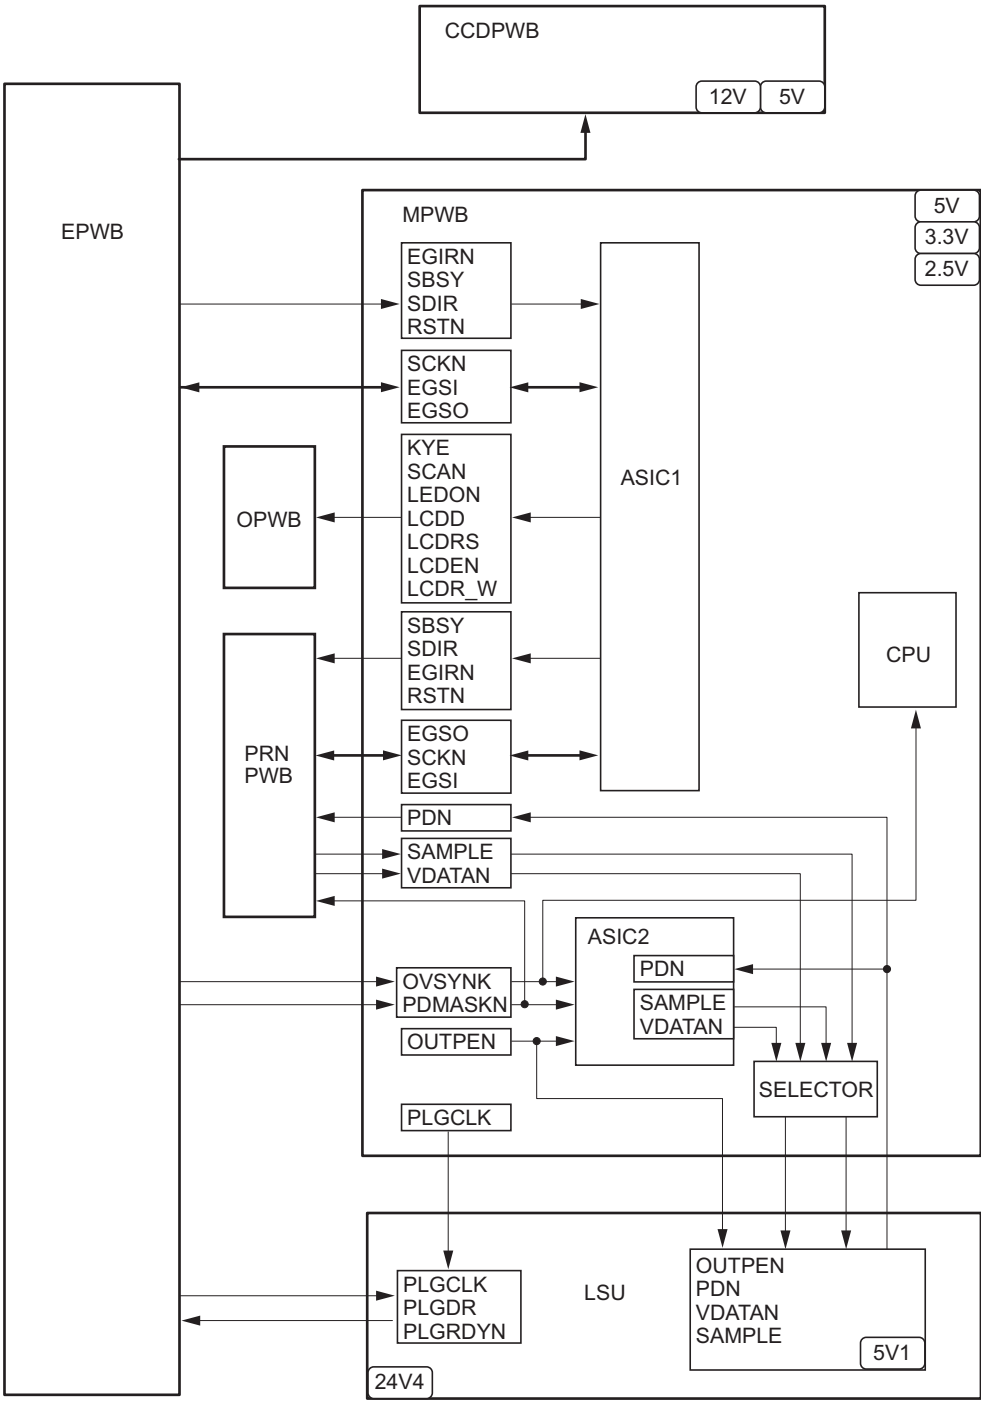 CCDPWB
12V
5V
EPWB
MPWB
5V
3.3V
2.5V
EGIRN
SBSY
SDIR
RSTN
SCKN
EGSI
EGSO
ASIC1
KYE
SCAN
LEDON
LCDD
LCDRS
LCDEN
LCDR_W
OPWB
SBSY
SDIR
EGIRN
RSTN
CPU
EGSO
SCKN
EGSI
PRN
PWB
PDN
SAMPLE
VDATAN
ASIC2
PDN
SAMPLE
VDATAN
OVSYNK
PDMASKN
OUTPEN
SELECTOR
PLGCLK
PLGCLK
PLGDR
PLGRDYN
LSU
OUTPEN
PDN
VDATAN
SAMPLE
5V1
24V4